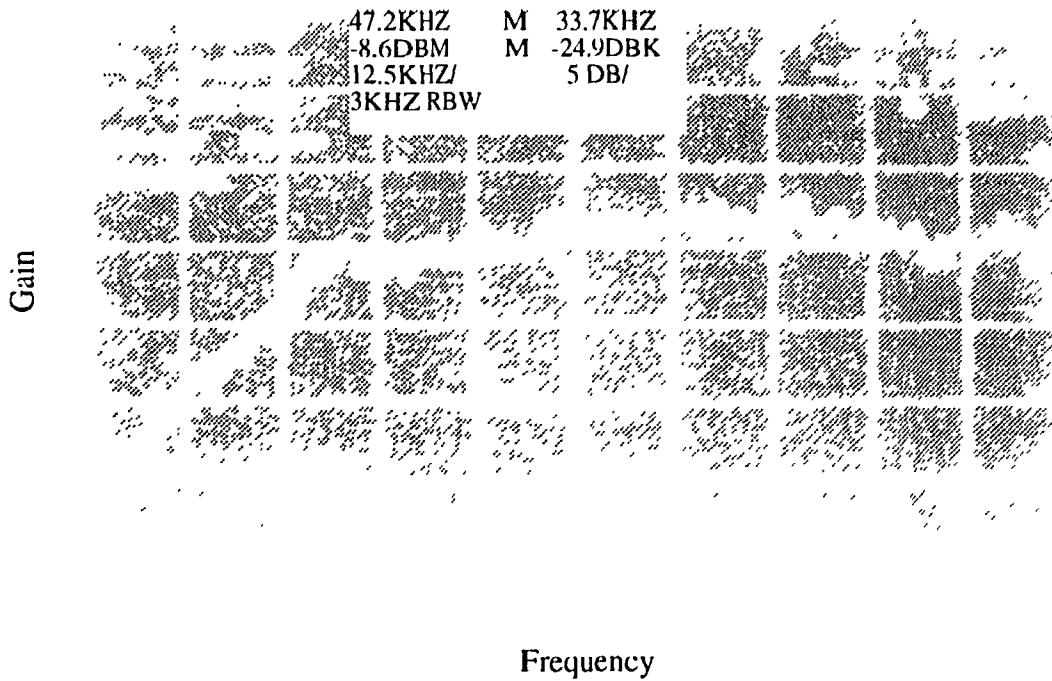 47.2KHZ M 33.7KHZ
-8.6DBM M -24.9DBK
12.5KHZ/ 5 DB/
3KHZ RBW
Gain
Frequency